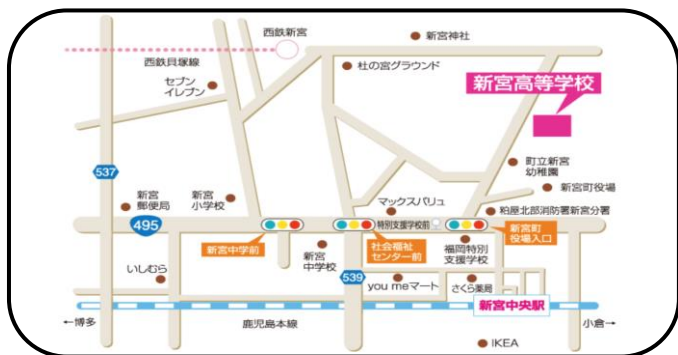 西鉄新宮
新宮神社
西鉄貝塚線
杜の宮グラウンド
セブン
イレブン
新宮高等学校
町立新宮
幼稚園
537
新宮
郵便局
新宮
小学校
マックスバリュ
新宮町役場
粕屋北部消防署新宮分署
495
特別支援学校前
新宮中学前
社会福祉
センター前
新宮町
役場入口
新宮
中学校
福岡特別
支援学校
いしむら
539
you meマート
さくら薬局
新宮中央駅
←博多
鹿児島本線
小倉→
IKEA